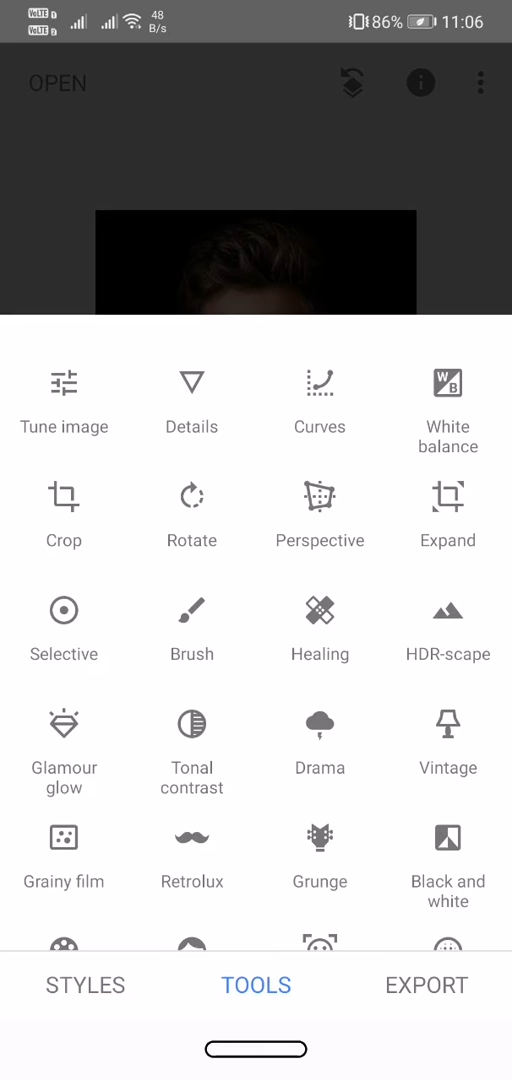 VoLTE 1 48 86% 11:06
VoLTE 2 B/s
OPEN
Tune image Details Curves White balance
Crop Rotate Perspective Expand
Selective Brush Healing HDR-scape
Glamour glow Tonal contrast Drama Vintage
Grainy film Retrolux Grunge Black and white
STYLES TOOLS EXPORT